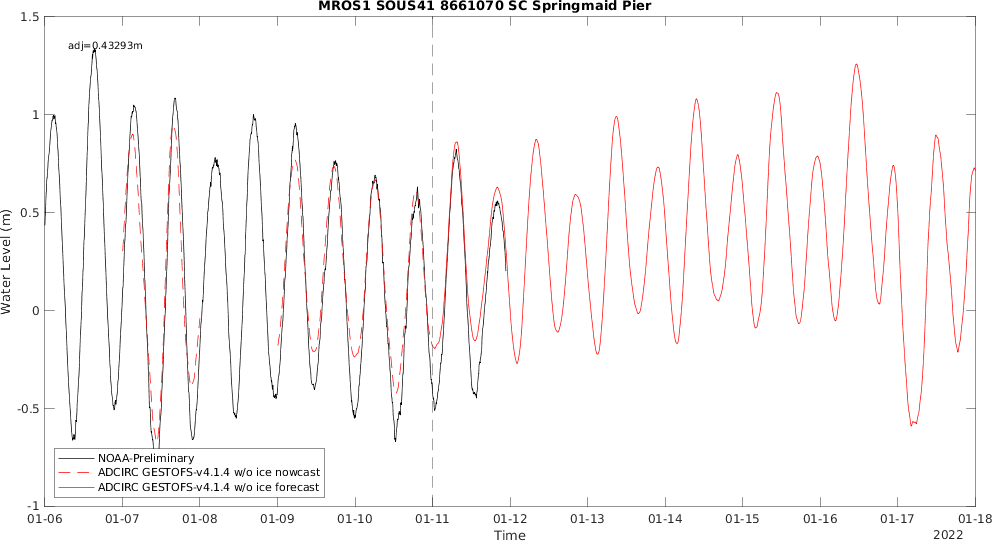 MROS1 SOUS41 8661070 SC Springmaid Pier
adj=0.43293m
Water Level (m)
1.5
1
0.5
0
-0.5
-1
NOAA-Preliminary
ADCIRC GESTOFS-v4.1.4 w/o ice nowcast
ADCIRC GESTOFS-v4.1.4 w/o ice forecast
01-06 01-07 01-08 01-09 01-10 01-11 01-12 01-13 01-14 01-15 01-16 01-17 01-18
Time
2022